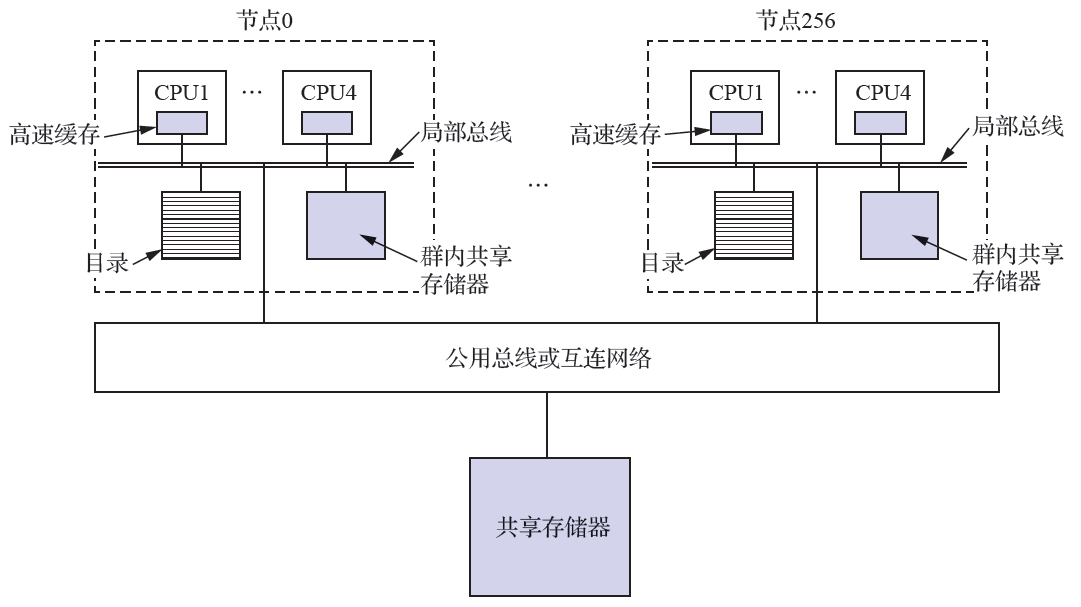 节点0
节点256
CPU1
…
CPU4
CPU1
…
CPU4
高速缓存
局部总线
高速缓存
局部总线
…
目录
群内共享
存储器
目录
群内共享
存储器
公用总线或互连网络
共享存储器